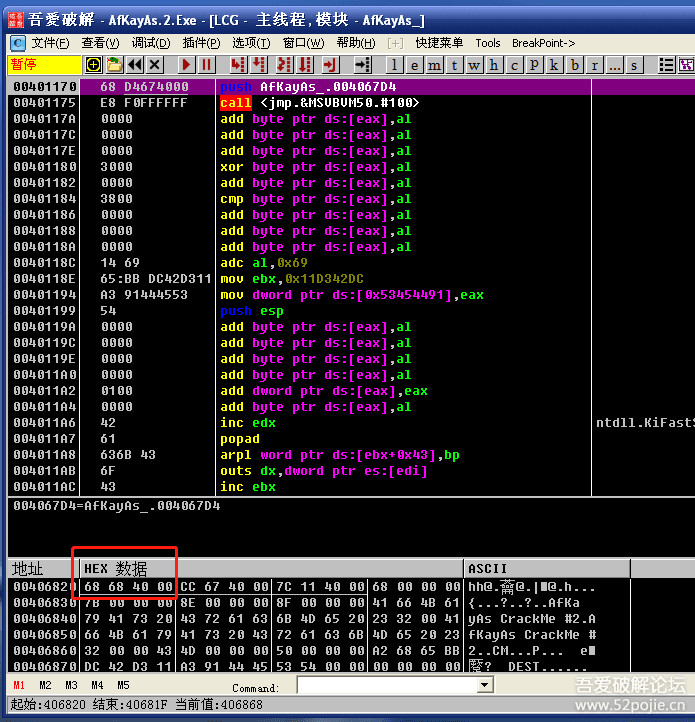 吾爱破解 - AfKayAs.2.Exe - [LCG - 主线程,模块 - AfKayAs_]
文件(F) 查看(V) 调试(D) 插件(P) 选项(T) 窗口(W) 帮助(H) [+] 快捷菜单 Tools BreakPoint->
暂停 l e m t w h c P k b r ... s
00401170 68 D4674000 push AfKayAs_.004067D4
00401175 E8 F0FFFFFF call <jmp.&MSVBVM50.#100>
0040117A 0000 add byte ptr ds:[eax],al
0040117C 0000 add byte ptr ds:[eax],al
0040117E 0000 add byte ptr ds:[eax],al
00401180 3000 xor byte ptr ds:[eax],al
00401182 0000 add byte ptr ds:[eax],al
00401184 3800 cmp byte ptr ds:[eax],al
00401186 0000 add byte ptr ds:[eax],al
00401188 0000 add byte ptr ds:[eax],al
0040118A 0000 add byte ptr ds:[eax],al
0040118C 14 69 adc al,0x69
0040118E 65:BB DC42D311 mov ebx,0x11D342DC
00401194 A3 91444553 mov dword ptr ds:[0x53454491],eax
00401199 54 push esp
0040119A 0000 add byte ptr ds:[eax],al
0040119C 0000 add byte ptr ds:[eax],al
0040119E 0000 add byte ptr ds:[eax],al
004011A0 0000 add byte ptr ds:[eax],al
004011A2 0100 add dword ptr ds:[eax],eax
004011A4 0000 add byte ptr ds:[eax],al
004011A6 42 inc edx ntdll.KiFastS
004011A7 61 popad
004011A8 636B 43 arpl word ptr ds:[ebx+0x43],bp
004011AB 6F outs dx,dword ptr es:[edi]
004011AC 43 inc ebx
004067D4=AfKayAs_.004067D4
地址 HEX 数据 ASCII
00406820 68 68 40 00 CC 67 40 00 7C 11 40 00 68 00 00 00 hh@.蘥@.|■@.h...
00406830 7B 00 00 00 8E 00 00 00 8F 00 00 00 41 66 4B 61 {...?..?..AfKa
00406840 79 41 73 20 43 72 61 63 6B 4D 65 20 23 32 00 41 yAs CrackMe #2.A
00406850 66 4B 61 79 41 73 20 43 72 61 63 6B 4D 65 20 23 fKayAs CrackMe #
00406860 32 00 00 43 4D 00 00 00 50 00 00 00 A2 68 65 BB 2..CM...P... e■
00406870 DC 42 D3 11 A3 91 44 45 53 54 00 00 00 00 00 00 ? DEST......
M1 M2 M3 M4 M5 Command:
起始:406820 结束:40681F 当前值:406868
吾爱破解论坛
www.52pojie.cn